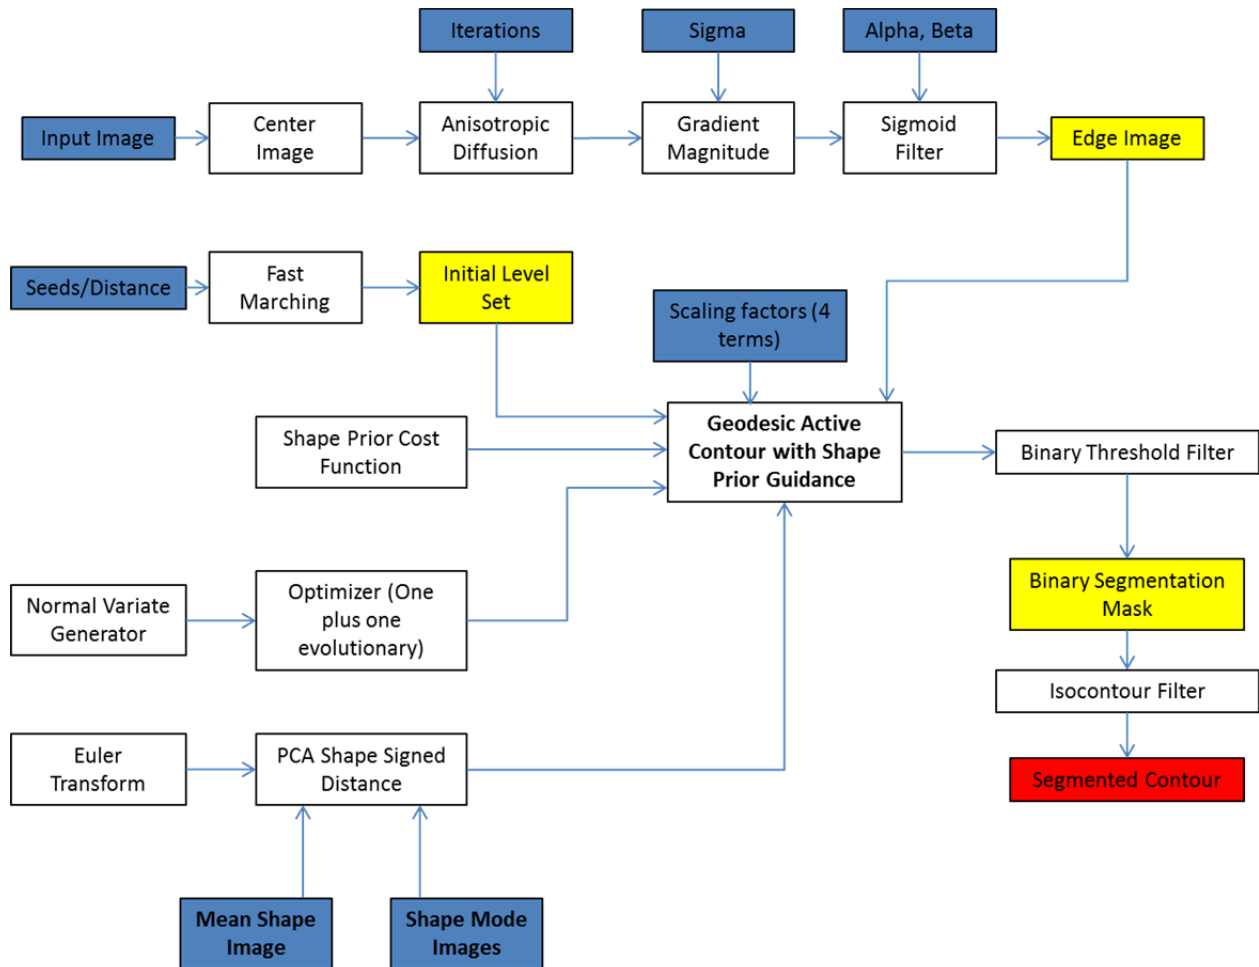 Iterations
Sigma
Alpha, Beta
Input Image
Center
Image
Anisotropic
Diffusion
Gradient
Magnitude
Sigmoid
Filter
Edge Image
Seeds/Distance
Fast
Marching
Initial Level
Set
Scaling factors (4
terms)
Shape Prior Cost
Function
Geodesic Active
Contour with Shape
Prior Guidance
Binary Threshold Filter
Normal Variate
Generator
Optimizer (One
plus one
evolutionary)
Binary Segmentation
Mask
Isocontour Filter
Euler
Transform
PCA Shape Signed
Distance
Segmented Contour
Mean Shape
Image
Shape Mode
Images